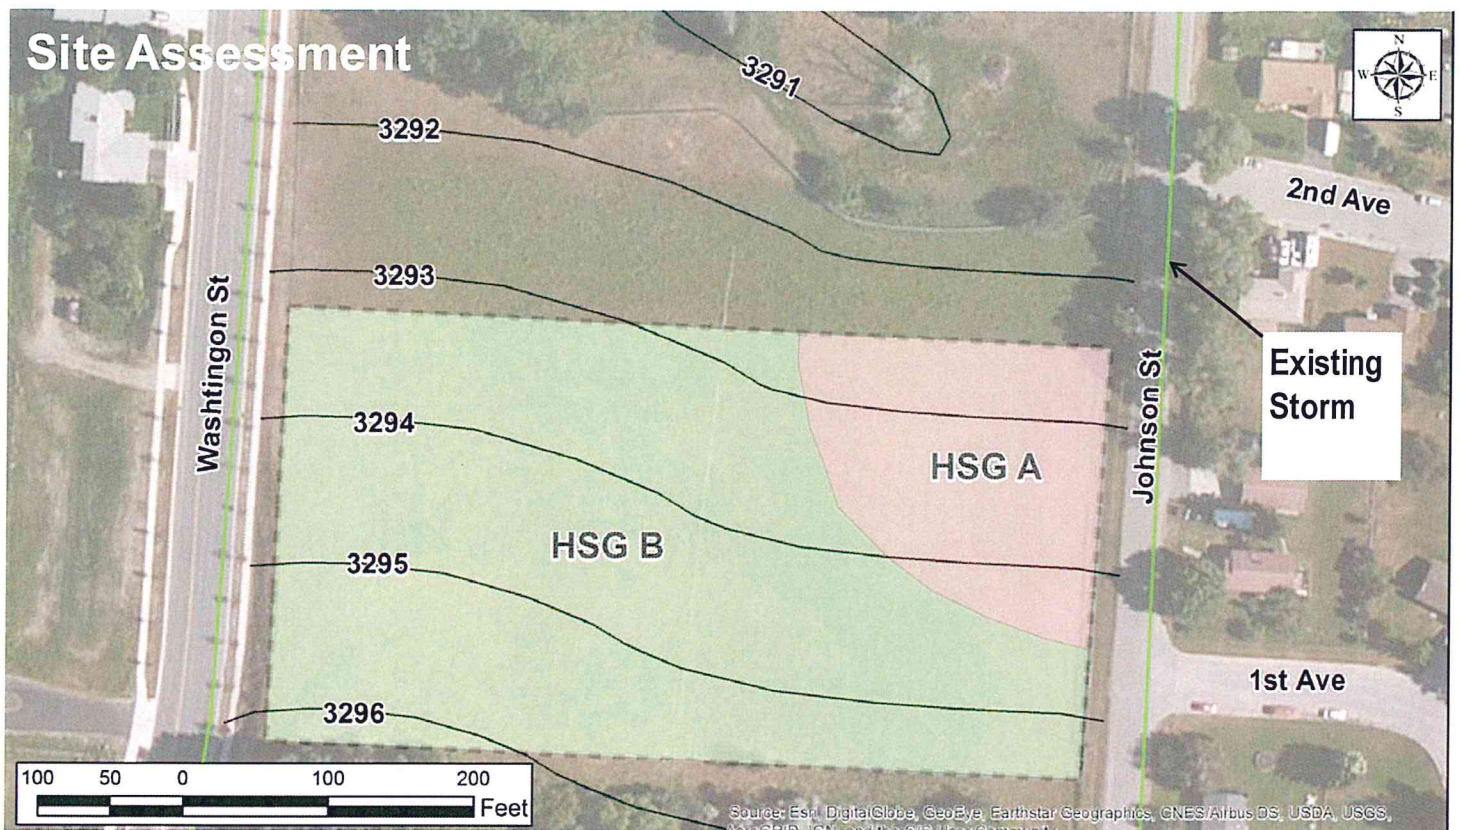 Site Assessment
N
W E
S
3291
3292
2nd Ave
3293
Washtingon St
Existing
Storm
Johnson St
3294
HSG A
HSG B
3295
1st Ave
3296
100 50 0 100 200
Feet
Source: Esri, DigitalGlobe, GeoEye, Earthstar Geographics, CNES/Airbus DS, USDA, USGS,